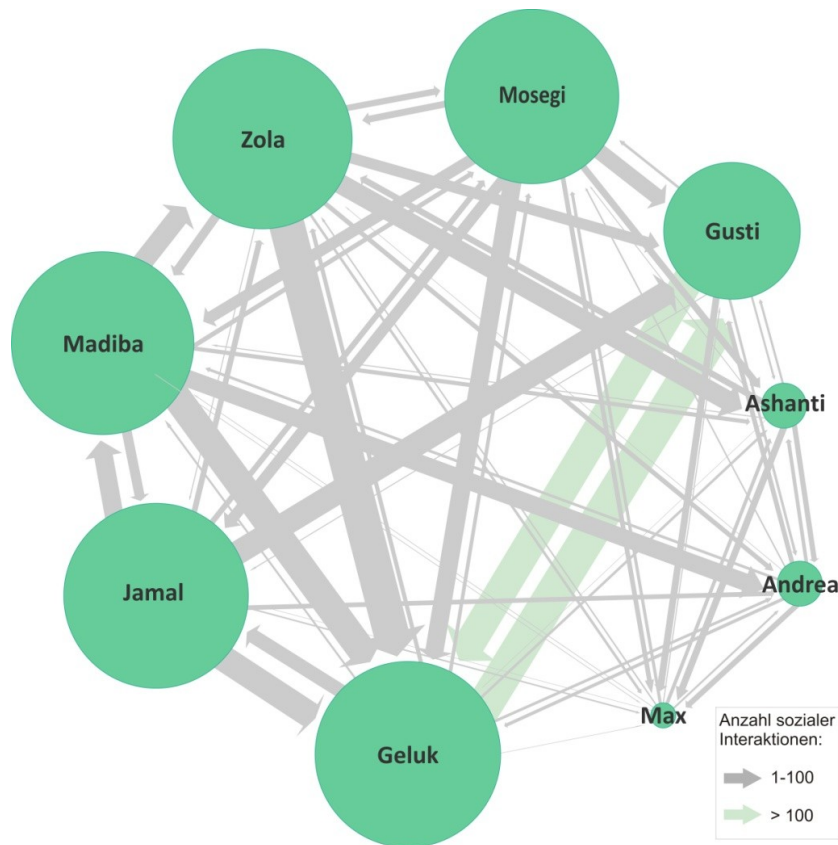 Mosegi
Zola
Gusti
Madiba
Ashanti
Andrea
Jamal
Max
Geluk
Anzahl sozialer
Interaktionen:
1-100
> 100